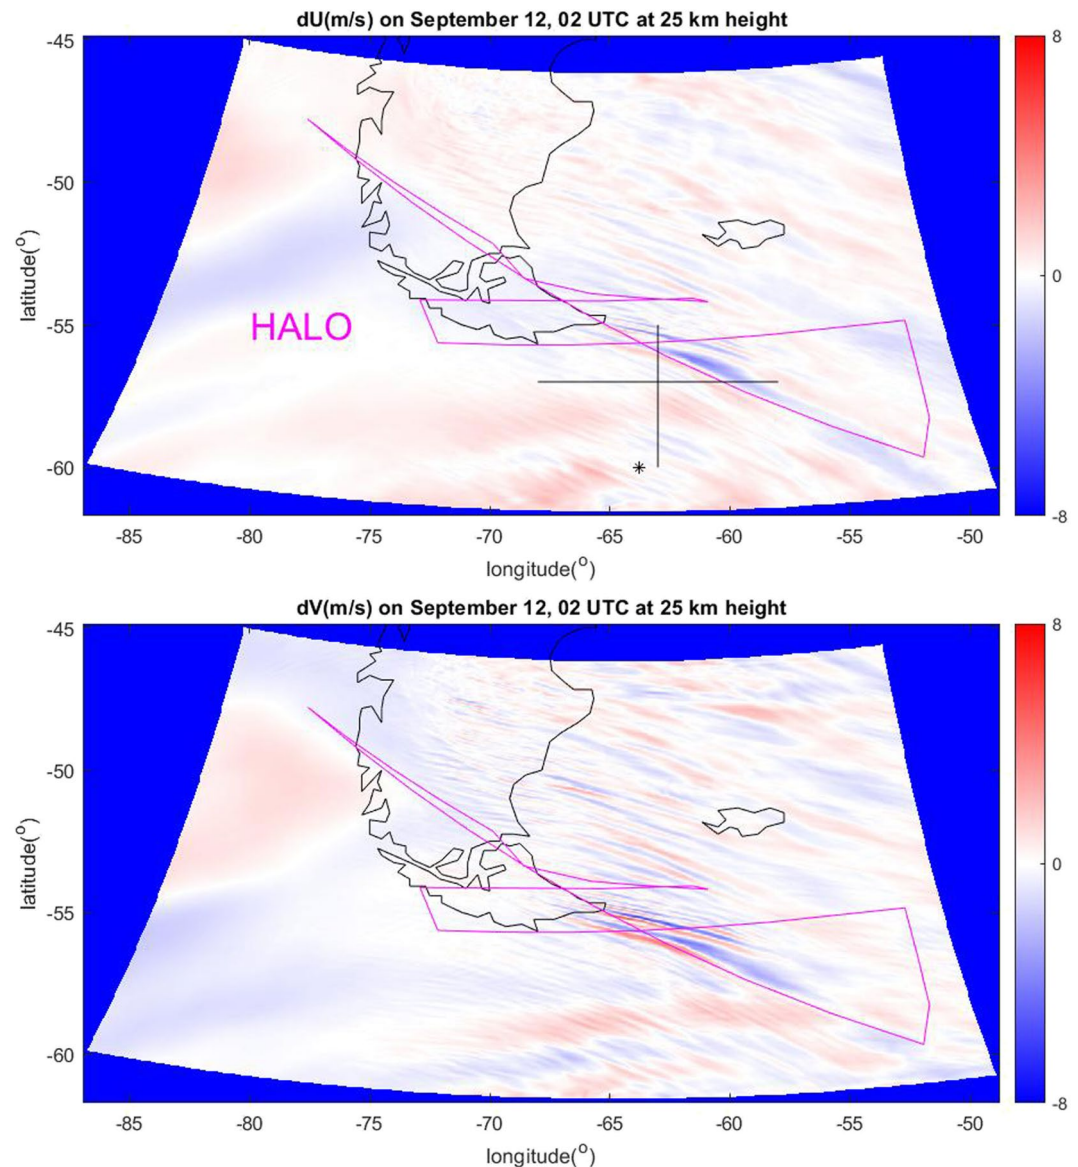 dU(m/s) on September 12, 02 UTC at 25 km height
-45
-50
-55
-60
latitude(o)
HALO
*
-85 -80 -75 -70 -65 -60 -55 -50
longitude(o)
8
0
-8
dV(m/s) on September 12, 02 UTC at 25 km height
-45
-50
-55
-60
latitude(o)
-85 -80 -75 -70 -65 -60 -55 -50
longitude(o)
8
0
-8